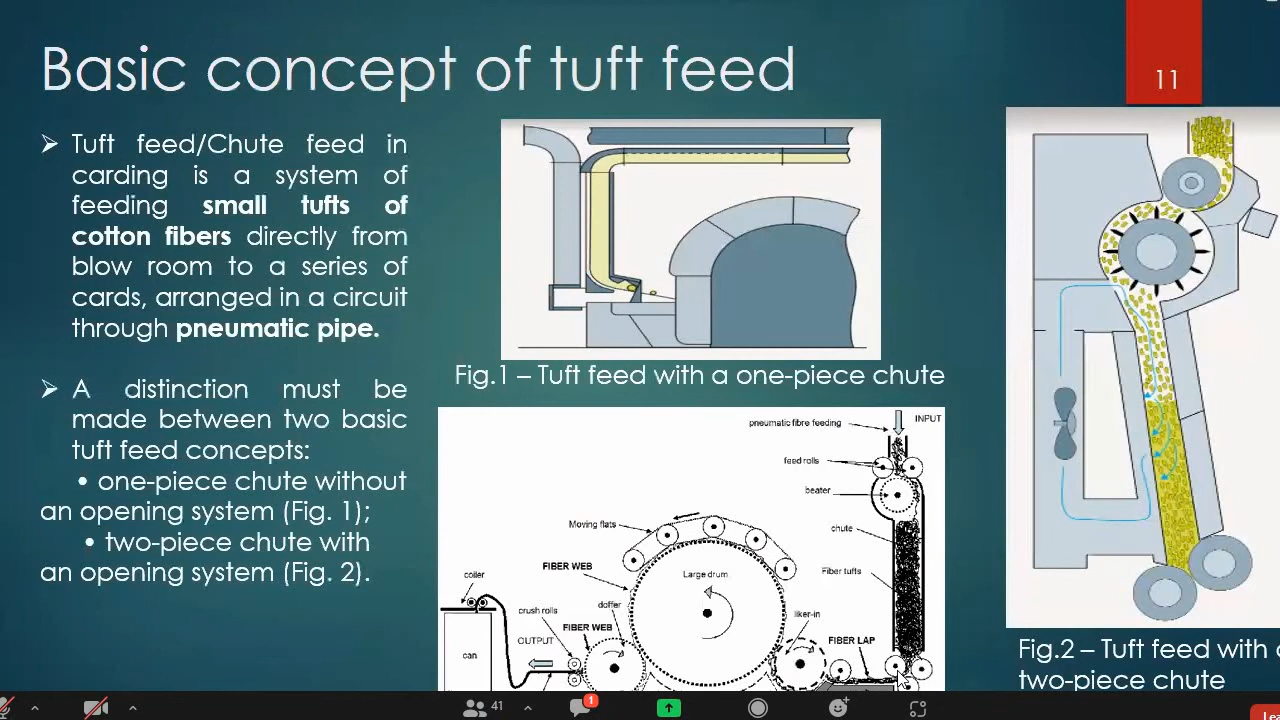 Basic concept of tuft feed
11
➢ Tuft feed/Chute feed in
carding is a system of
feeding small tufts of
cotton fibers directly from
blow room to a series of
cards, arranged in a circuit
through pneumatic pipe.
➢ A distinction must be
made between two basic
tuft feed concepts:
• one-piece chute without
an opening system (Fig. 1);
• two-piece chute with
an opening system (Fig. 2).
Fig.1 – Tuft feed with a one-piece chute
pneumatic fibre feeding
INPUT
feed rolls
beater
Moving flats
chute
FIBER WEB
Large drum
Fiber tufts
coiler
crush rolls
doffer
liker-in
FIBER WEB
FIBER LAP
OUTPUT
can
Fig.2 – Tuft feed with
two-piece chute
41
1